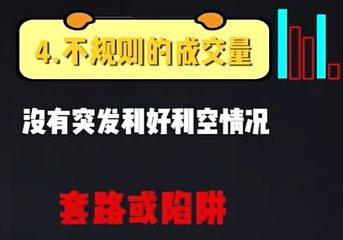 4.不规则的成交量
没有突发利好利空情况
套路或陷阱